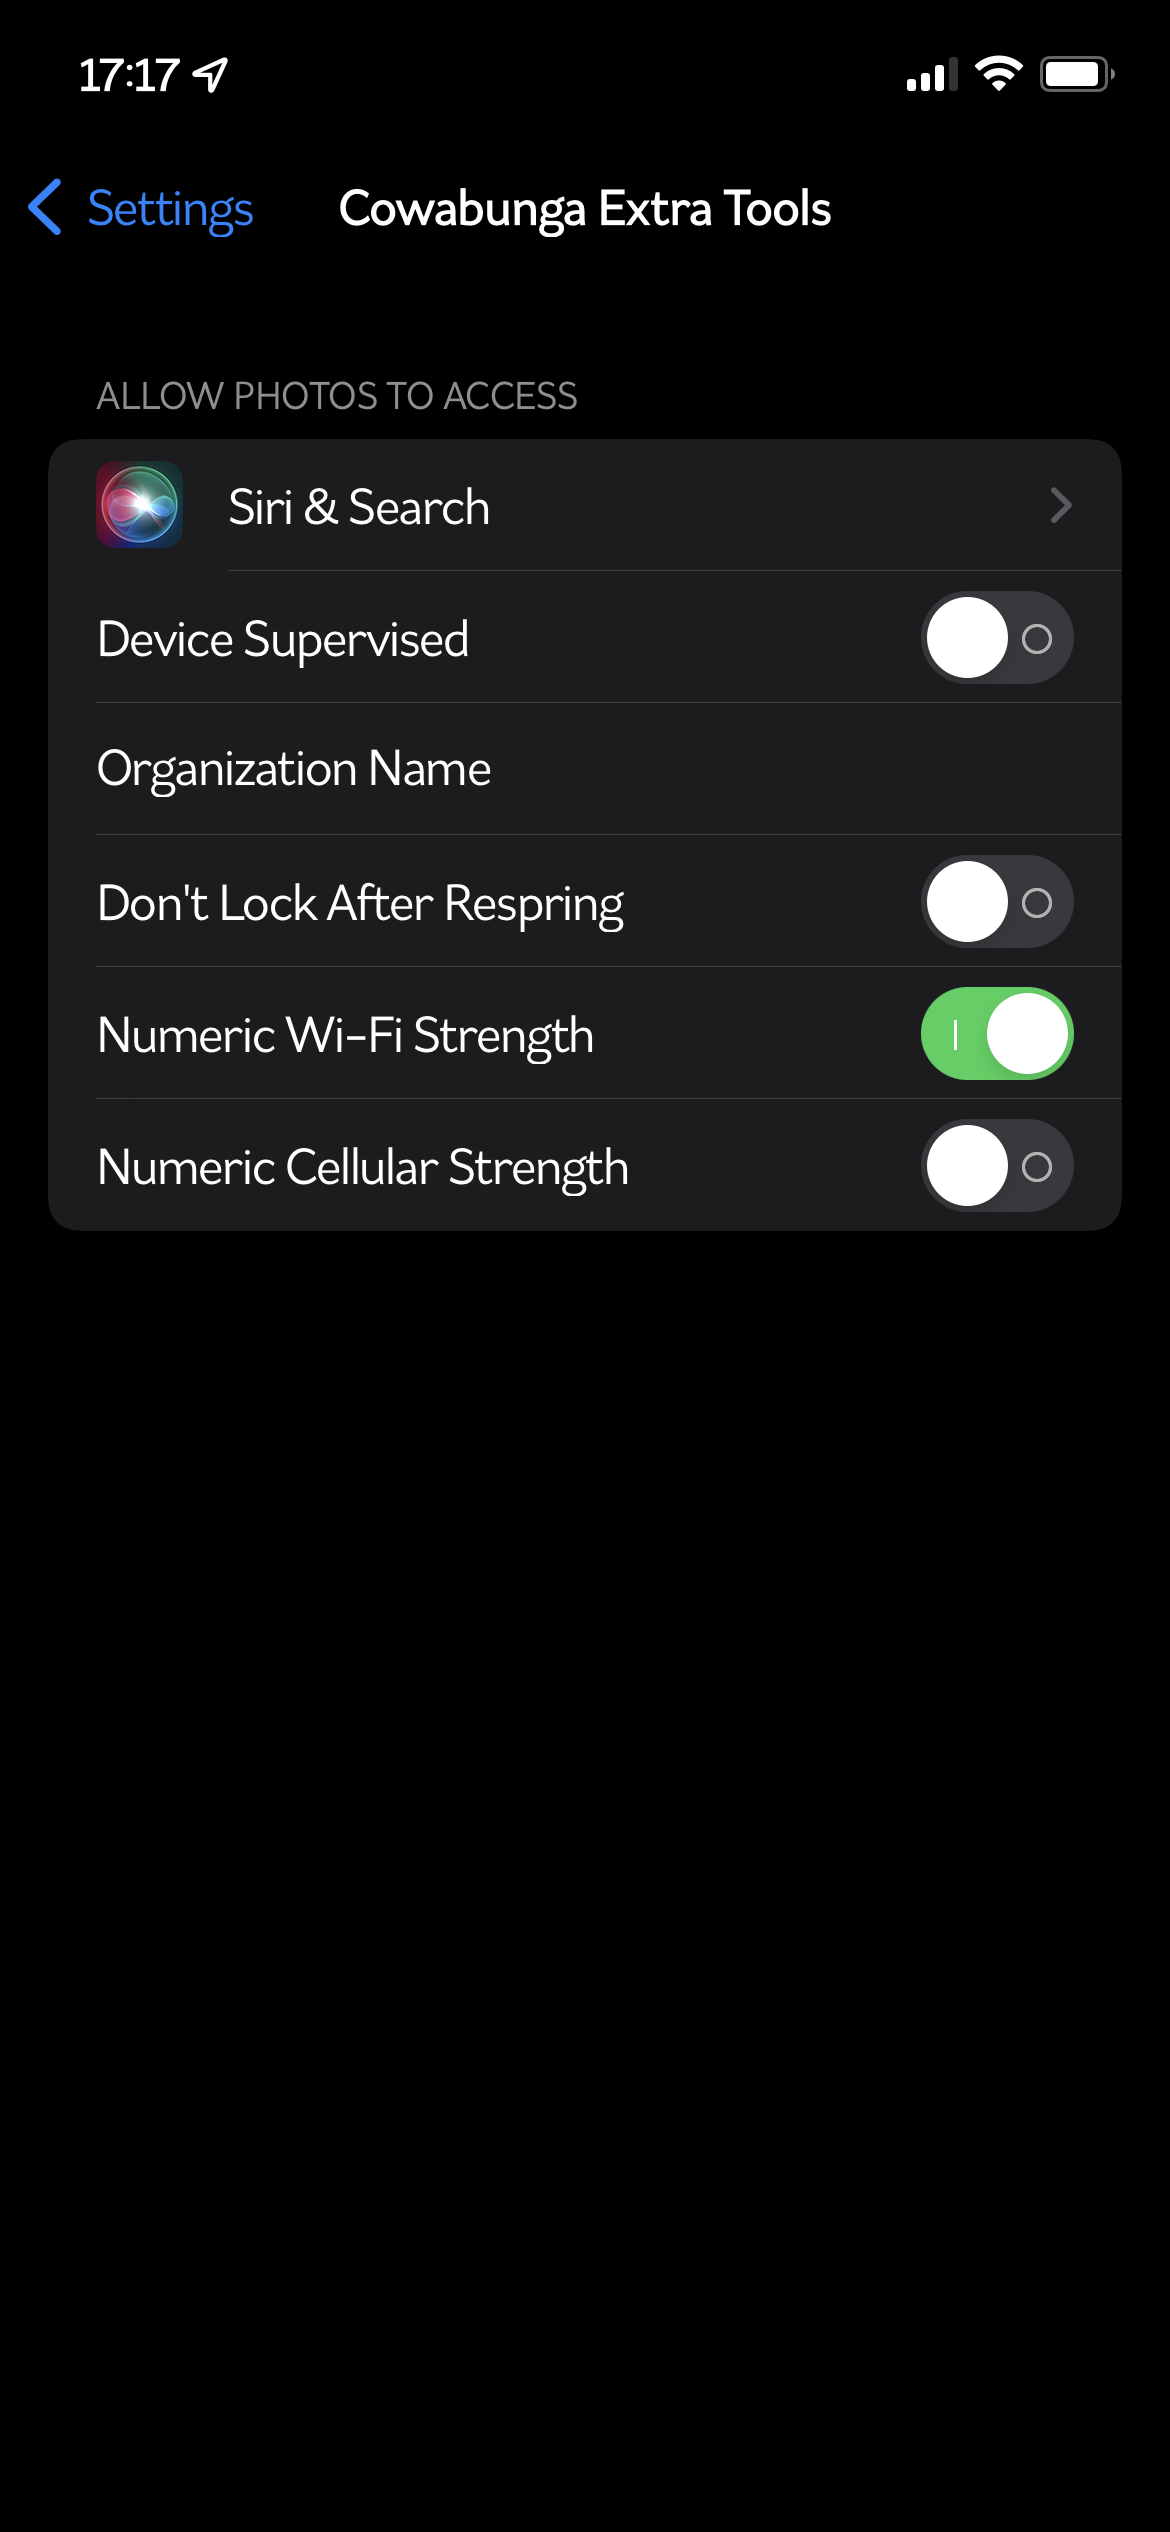 17:17
Settings
Cowabunga Extra Tools
ALLOW PHOTOS TO ACCESS
Siri & Search
Device Supervised
Organization Name
Don't Lock After Respring
Numeric Wi-Fi Strength
Numeric Cellular Strength